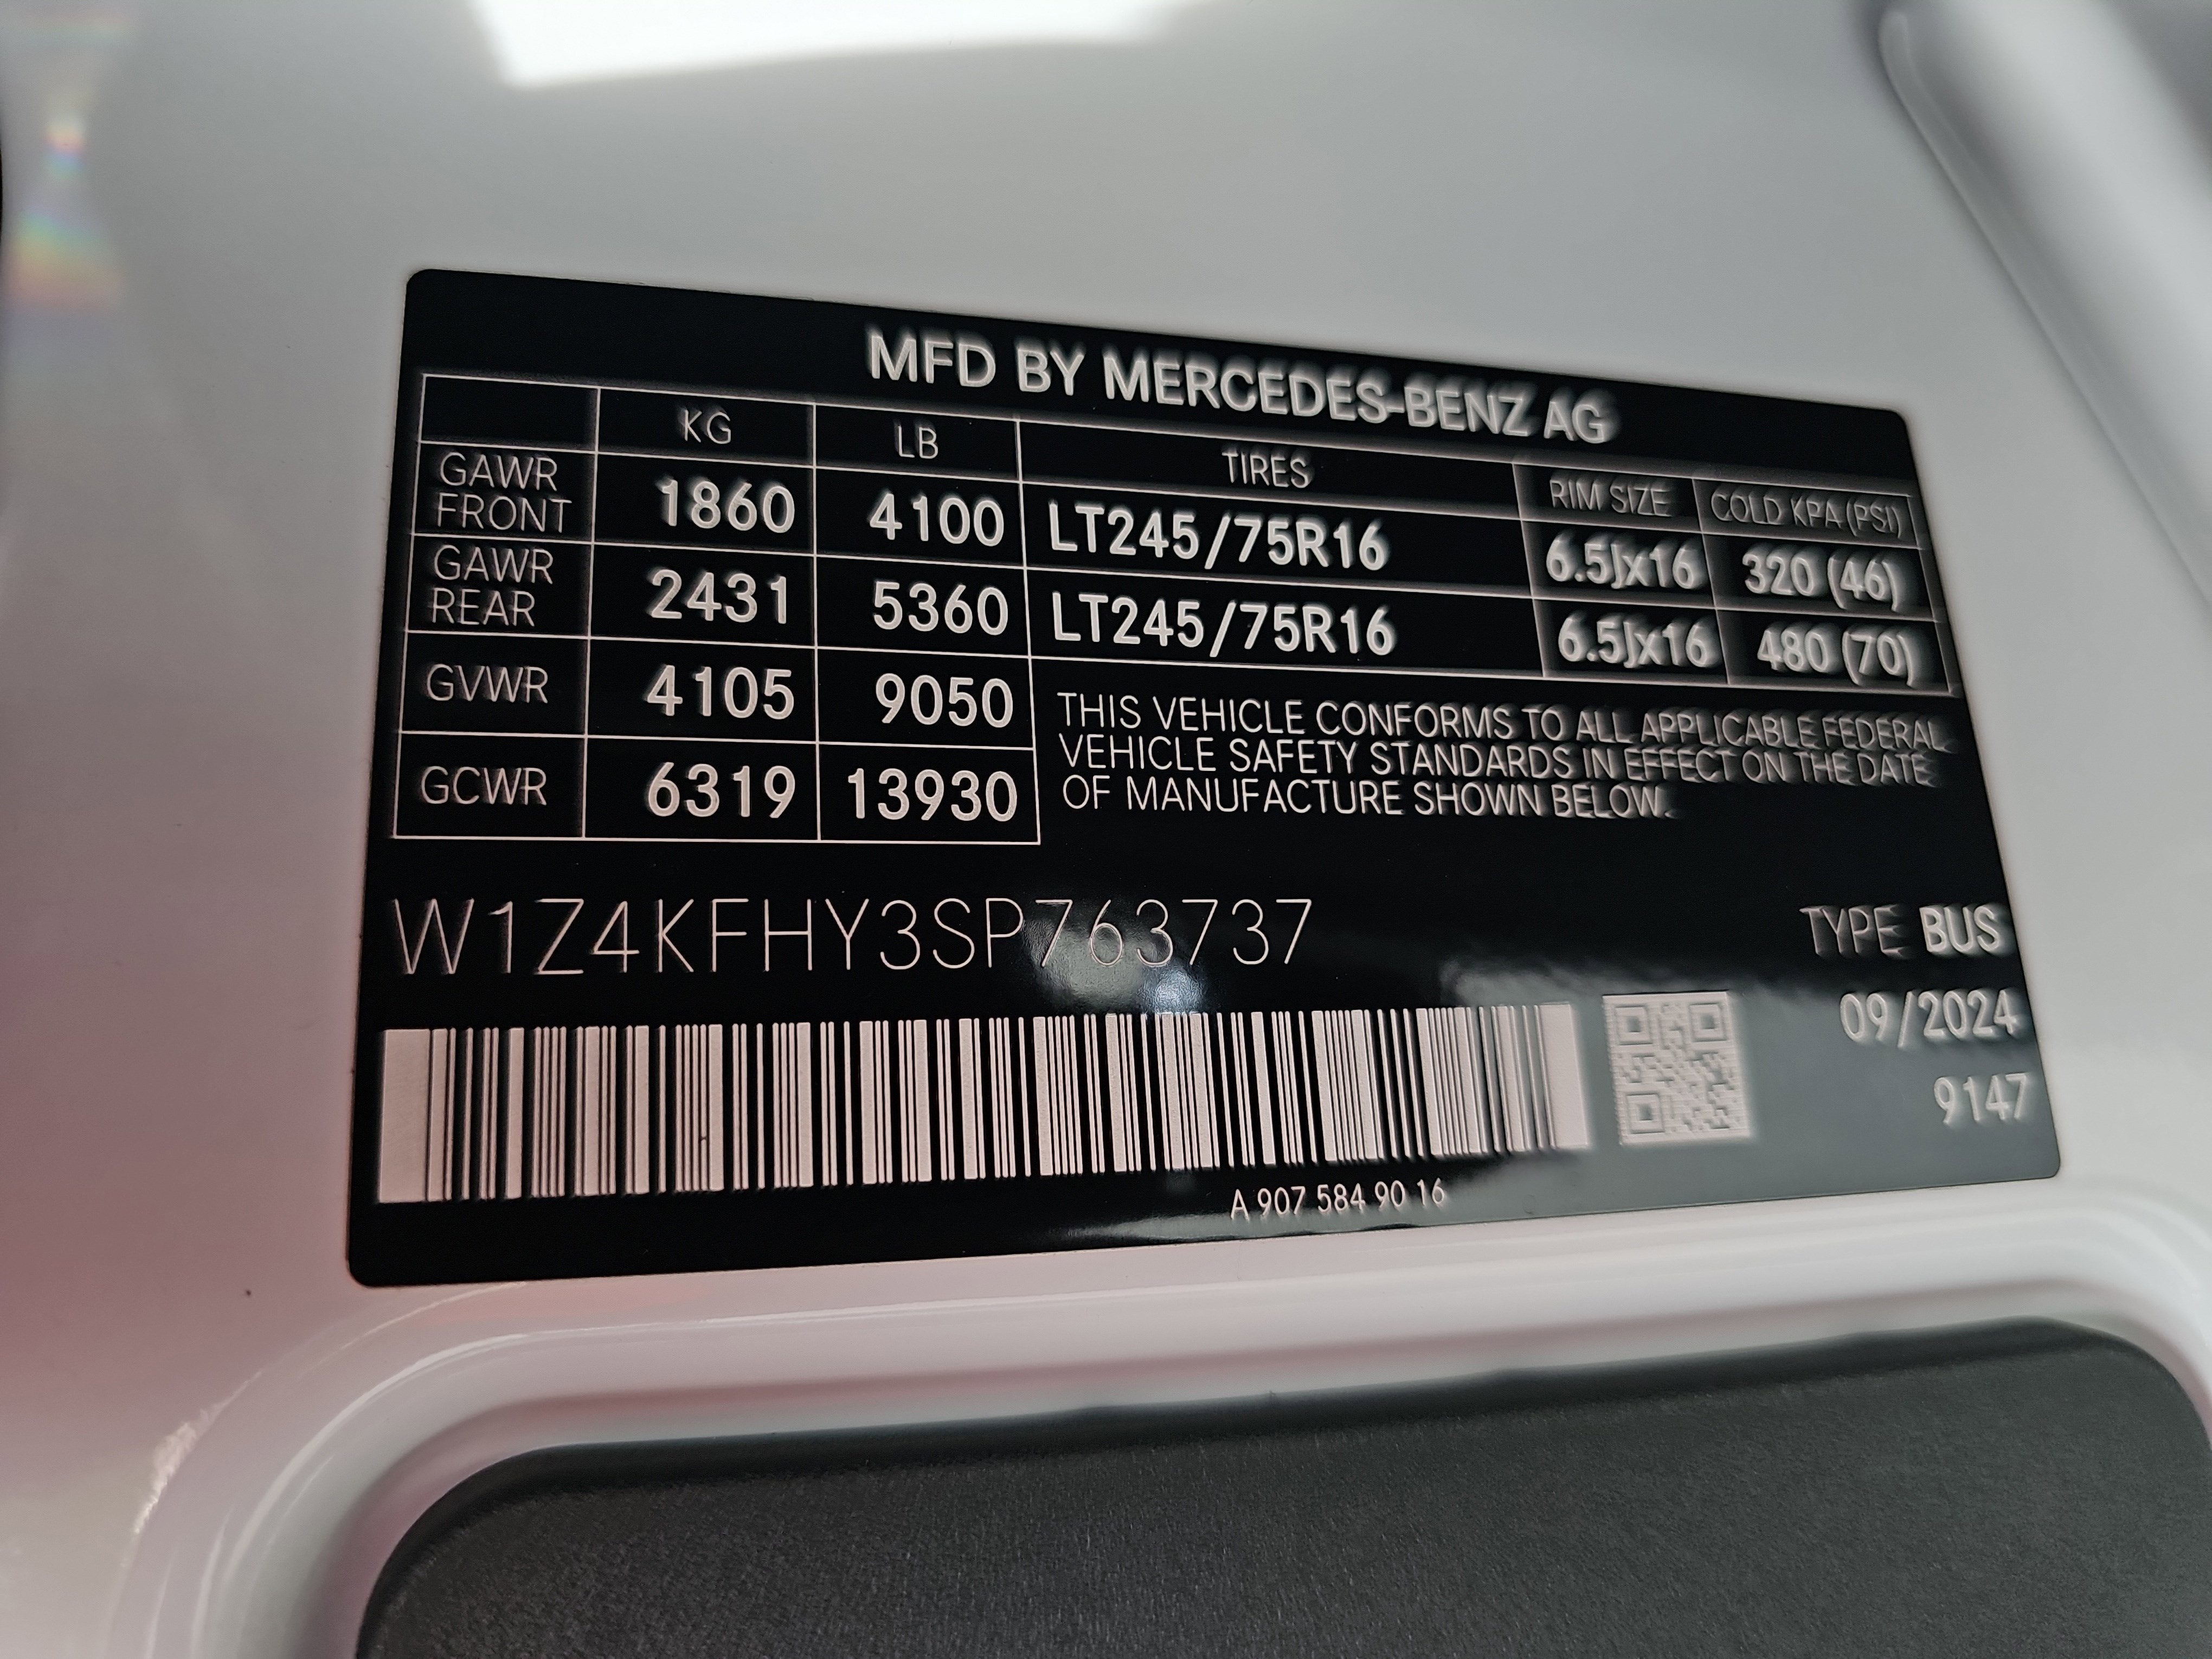 MFD BY MERCEDES-BENZ AG
KG LB TIRES RIM SIZE COLD KPA (PSI)
GAWR FRONT 1860 4100 LT245/75R16 6.5Jx16 320 (46)
GAWR REAR 2431 5360 LT245/75R16 6.5Jx16 480 (70)
GVWR 4105 9050
GCWR 6319 13930
THIS VEHICLE CONFORMS TO ALL APPLICABLE FEDERAL
VEHICLE SAFETY STANDARDS IN EFFECT ON THE DATE
OF MANUFACTURE SHOWN BELOW.
W1Z4KFHY3SP763737
TYPE BUS
09/2024
9147
A 907 584 90 16